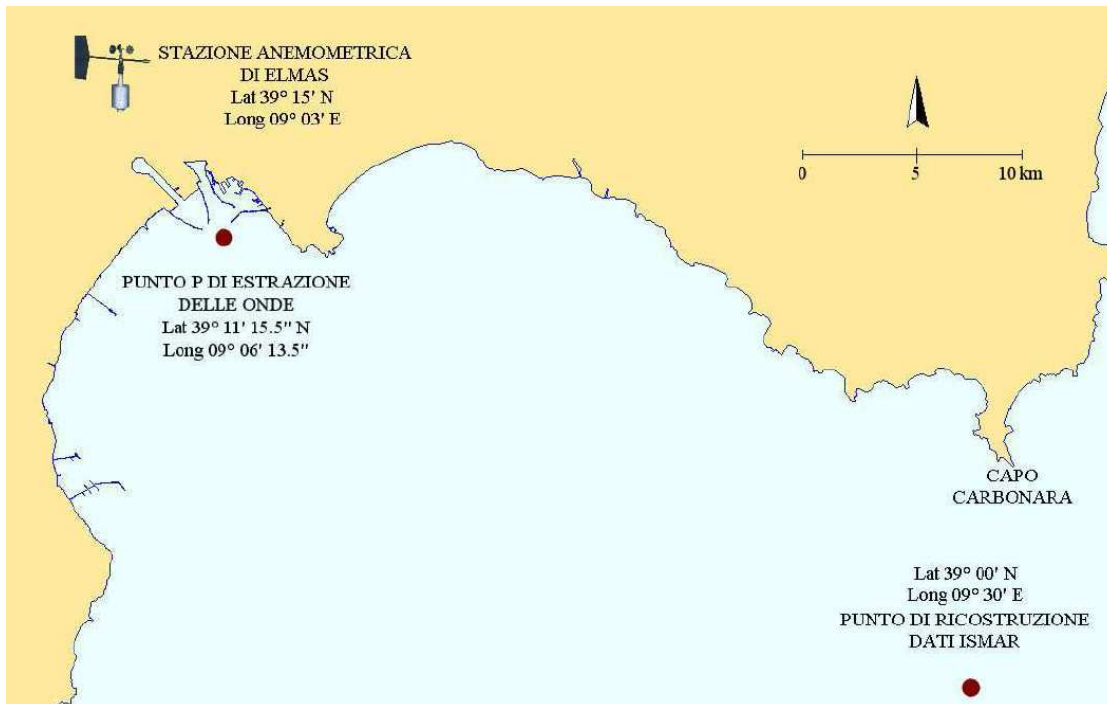 STAZIONE ANEMOMETRICA
DI ELMAS
Lat 39° 15' N
Long 09° 03' E
0 5 10 km
PUNTO P DI ESTRAZIONE
DELLE ONDE
Lat 39° 11' 15.5" N
Long 09° 06' 13.5"
CAPO
CARBONARA
Lat 39° 00' N
Long 09° 30' E
PUNTO DI RICOSTRUZIONE
DATI ISMAR